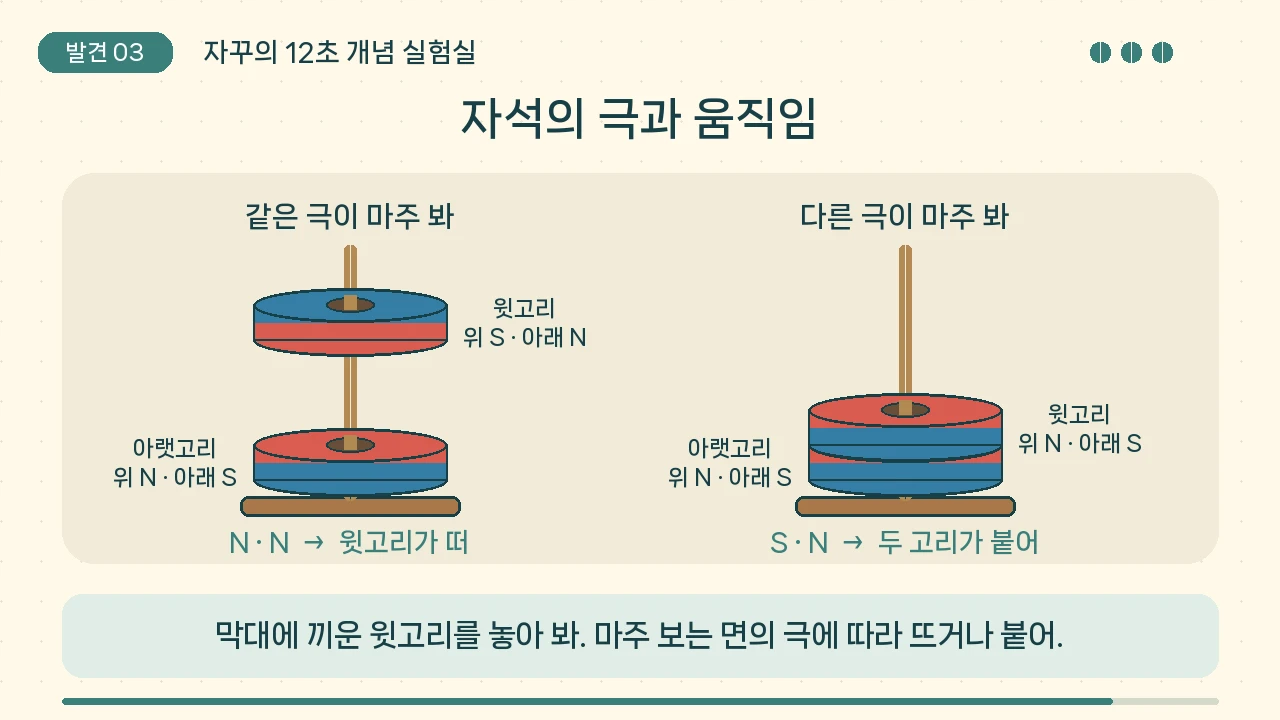 발견 03
자꾸의 12초 개념 실험실
자석의 극과 움직임
같은 극이 마주 봐
윗고리
위 S · 아래 N
아랫고리
위 N · 아래 S
N · N → 윗고리가 떠
다른 극이 마주 봐
윗고리
위 N · 아래 S
아랫고리
위 N · 아래 S
S · N → 두 고리가 붙어
막대에 끼운 윗고리를 놓아 봐. 마주 보는 면의 극에 따라 뜨거나 붙어.